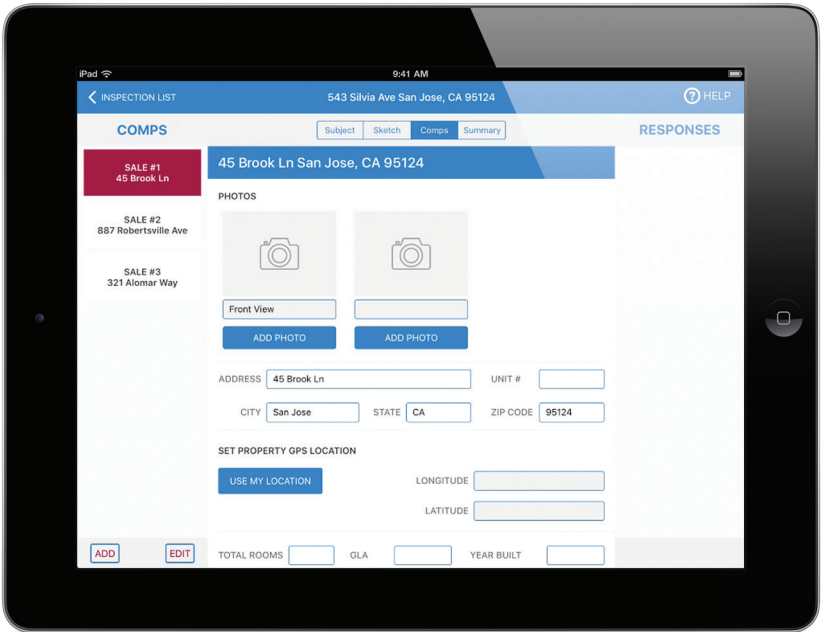 iPad 9:41 AM
INSPECTION LIST 543 Silvia Ave San Jose, CA 95124 ? HELP
COMPS Subject Sketch Comps Summary RESPONSES
SALE #1
45 Brook Ln
SALE #2
887 Robertsville Ave
SALE #3
321 Alomar Way
45 Brook Ln San Jose, CA 95124
PHOTOS
Front View
ADD PHOTO ADD PHOTO
ADDRESS 45 Brook Ln UNIT #
CITY San Jose STATE CA ZIP CODE 95124
SET PROPERTY GPS LOCATION
USE MY LOCATION LONGITUDE
LATITUDE
ADD EDIT TOTAL ROOMS GLA YEAR BUILT